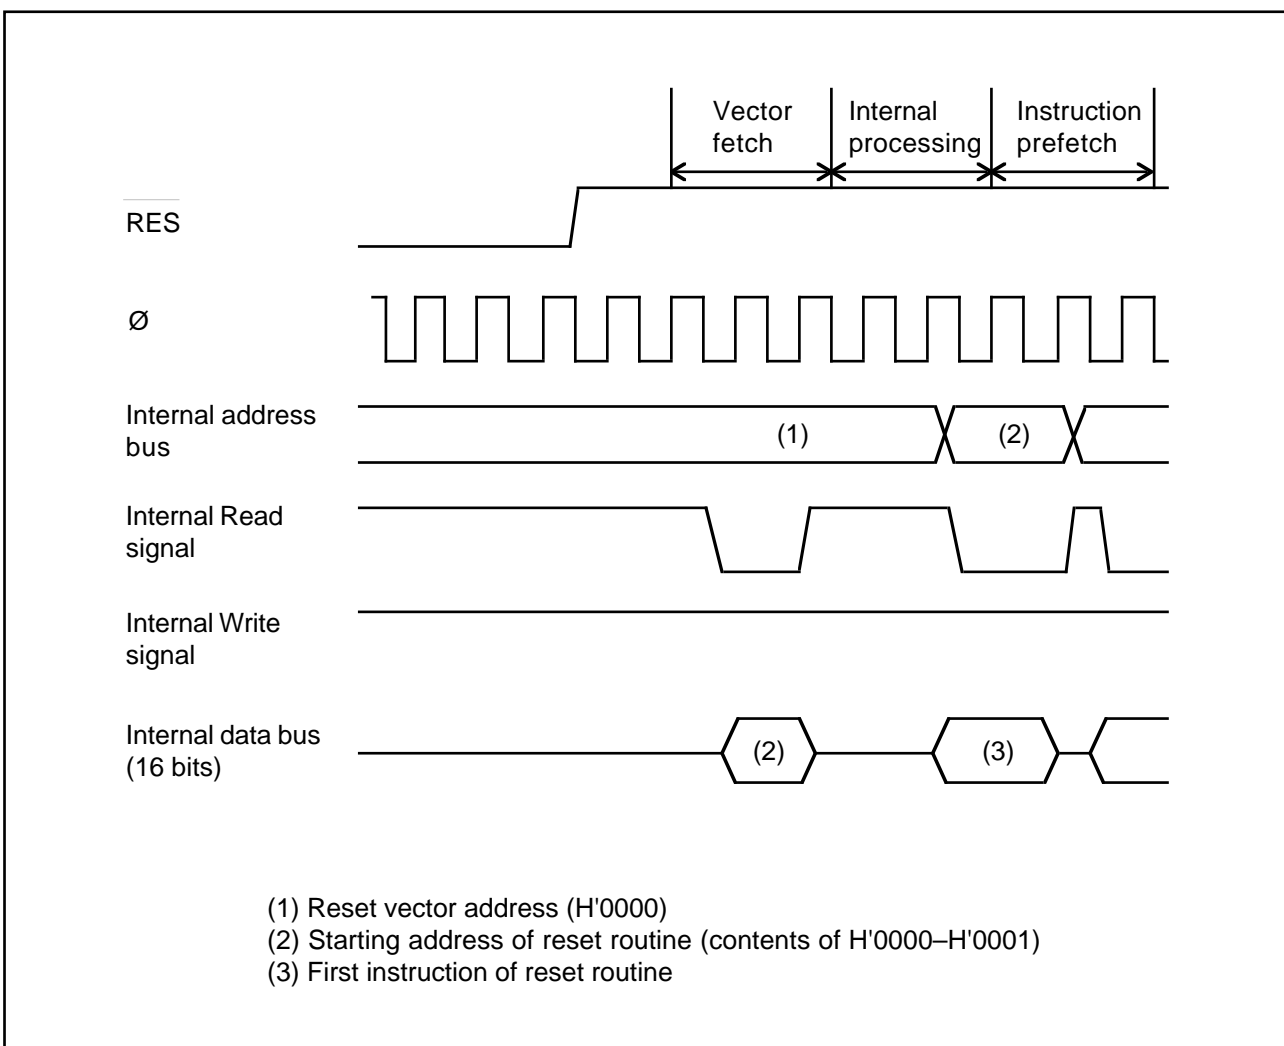 Vector fetch
Internal processing
Instruction prefetch
RES
Ø
Internal address
bus
(1)
(2)
Internal Read
signal
Internal Write
signal
Internal data bus
(16 bits)
(2)
(3)
(1) Reset vector address (H'0000)
(2) Starting address of reset routine (contents of H'0000–H'0001)
(3) First instruction of reset routine